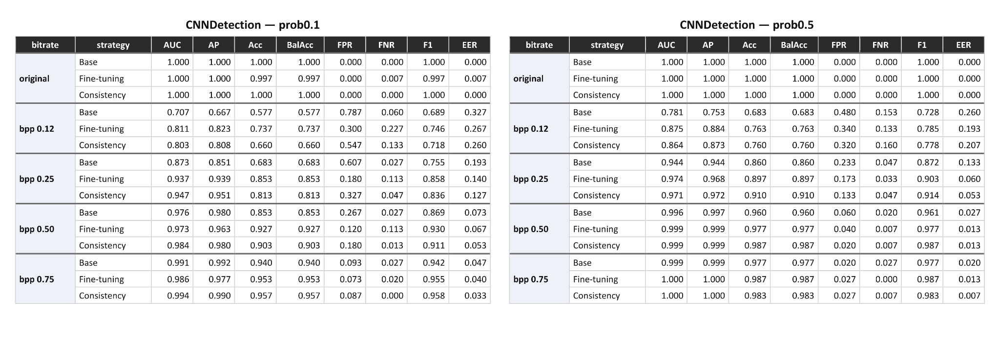 CNNDetection — prob0.1
bitrate strategy AUC AP Acc BalAcc FPR FNR F1 EER
original
Base 1.000 1.000 1.000 1.000 0.000 0.000 1.000 0.000
Fine-tuning 1.000 1.000 0.997 0.997 0.000 0.007 0.997 0.007
Consistency 1.000 1.000 1.000 1.000 0.000 0.000 1.000 0.000
bpp 0.12
Base 0.707 0.667 0.577 0.577 0.787 0.060 0.689 0.327
Fine-tuning 0.811 0.823 0.737 0.737 0.300 0.227 0.746 0.267
Consistency 0.803 0.808 0.660 0.660 0.547 0.133 0.718 0.260
bpp 0.25
Base 0.873 0.851 0.683 0.683 0.607 0.027 0.755 0.193
Fine-tuning 0.937 0.939 0.853 0.853 0.180 0.113 0.858 0.140
Consistency 0.947 0.951 0.813 0.813 0.327 0.047 0.836 0.127
bpp 0.50
Base 0.976 0.980 0.853 0.853 0.267 0.027 0.869 0.073
Fine-tuning 0.973 0.963 0.927 0.927 0.120 0.113 0.930 0.067
Consistency 0.984 0.980 0.903 0.903 0.180 0.013 0.911 0.053
bpp 0.75
Base 0.991 0.992 0.940 0.940 0.093 0.027 0.942 0.047
Fine-tuning 0.986 0.977 0.953 0.953 0.073 0.020 0.955 0.040
Consistency 0.994 0.990 0.957 0.957 0.087 0.000 0.958 0.033
CNNDetection — prob0.5
bitrate strategy AUC AP Acc BalAcc FPR FNR F1 EER
original
Base 1.000 1.000 1.000 1.000 0.000 0.000 1.000 0.000
Fine-tuning 1.000 1.000 1.000 1.000 0.000 0.000 1.000 0.000
Consistency 1.000 1.000 1.000 1.000 0.000 0.000 1.000 0.000
bpp 0.12
Base 0.781 0.753 0.683 0.683 0.480 0.153 0.728 0.260
Fine-tuning 0.875 0.884 0.763 0.763 0.340 0.133 0.785 0.193
Consistency 0.864 0.873 0.760 0.760 0.320 0.160 0.778 0.207
bpp 0.25
Base 0.944 0.944 0.860 0.860 0.233 0.047 0.872 0.133
Fine-tuning 0.974 0.968 0.897 0.897 0.173 0.033 0.903 0.060
Consistency 0.971 0.972 0.910 0.910 0.133 0.047 0.914 0.053
bpp 0.50
Base 0.996 0.997 0.960 0.960 0.060 0.020 0.961 0.027
Fine-tuning 0.999 0.999 0.977 0.977 0.040 0.007 0.977 0.013
Consistency 0.999 0.999 0.987 0.987 0.020 0.007 0.987 0.013
bpp 0.75
Base 0.999 0.999 0.977 0.977 0.020 0.027 0.977 0.020
Fine-tuning 1.000 1.000 0.987 0.987 0.027 0.000 0.987 0.013
Consistency 1.000 1.000 0.983 0.983 0.027 0.007 0.983 0.007